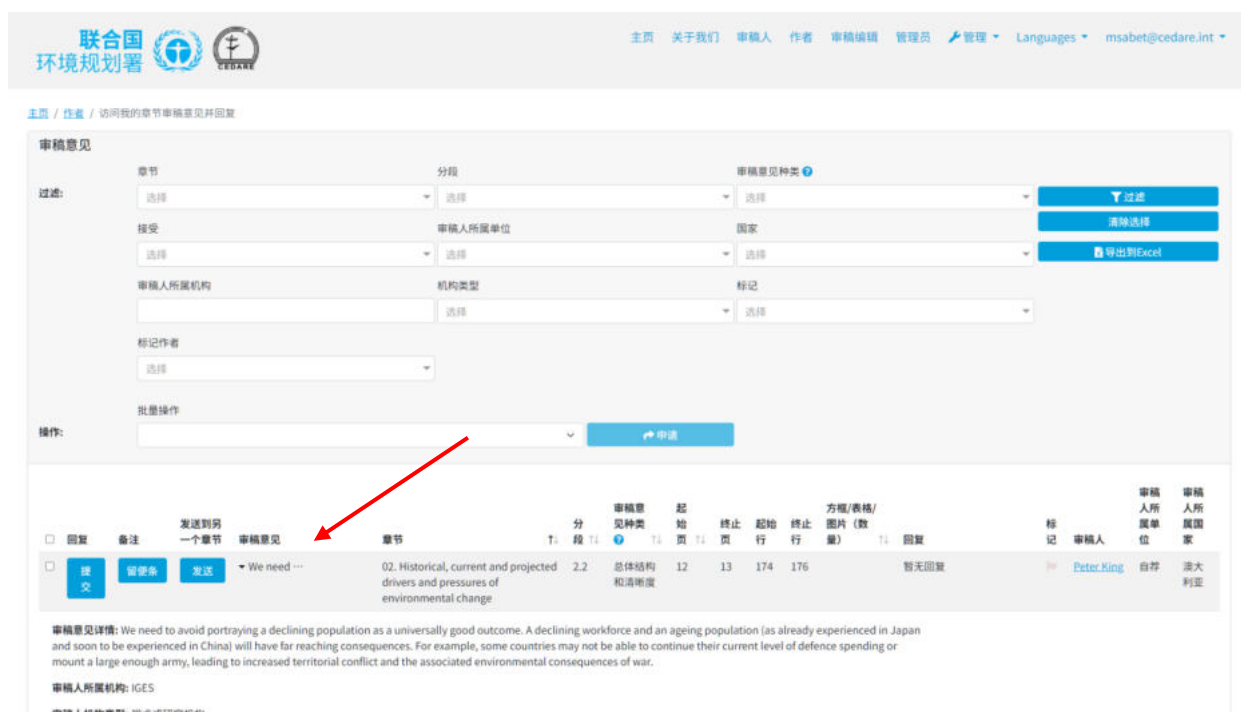 联合国
环境规划署
CEDARE
主页 关于我们 审稿人 作者 审稿编辑 管理员 管理 Languages msabet@cedare.int
主页 / 作者 / 访问我的章节审稿意见并回复
审稿意见
章节 分段 审稿意见种类
过滤: 选择 选择 选择 过滤
清除选择
接受 审稿人所属单位 国家
选择 选择 选择 导出到Excel
审稿人所属机构 机构类型 标记
选择 选择
标记作者
选择
批量操作
操作: 申请
回复 备注 发送到另一个章节 审稿意见 章节 分段 审稿意见种类 起始页 终止页 起始行 终止行 方框/表格/图片（数量） 回复 标记 审稿人 审稿人所属单位 审稿人所属国家
提交 留便条 发送 We need ... 02. Historical, current and projected drivers and pressures of environmental change 2.2 总体结构和清晰度 12 13 174 176 暂无回复 Peter King 自荐 澳大利亚
审稿意见详情: We need to avoid portraying a declining population as a universally good outcome. A declining workforce and an ageing population (as already experienced in Japan
and soon to be experienced in China) will have far reaching consequences. For example, some countries may not be able to continue their current level of defence spending or
mount a large enough army, leading to increased territorial conflict and the associated environmental consequences of war.
审稿人所属机构: IGES